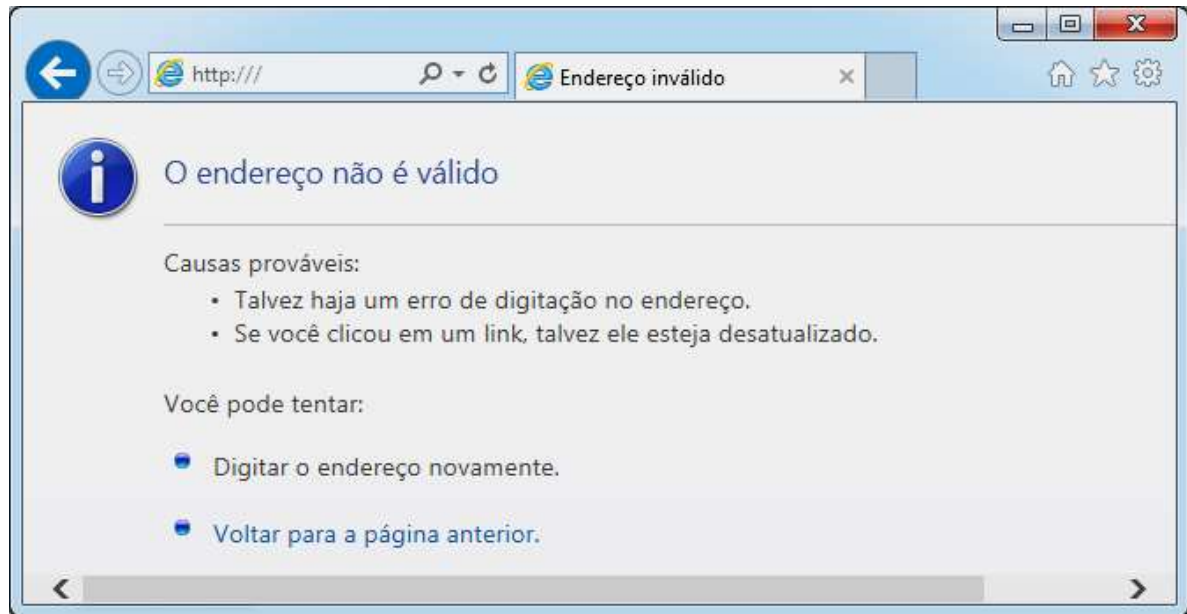 http:///
Endereço inválido
O endereço não é válido
Causas prováveis:
• Talvez haja um erro de digitação no endereço.
• Se você clicou em um link, talvez ele esteja desatualizado.
Você pode tentar:
Digitar o endereço novamente.
Voltar para a página anterior.